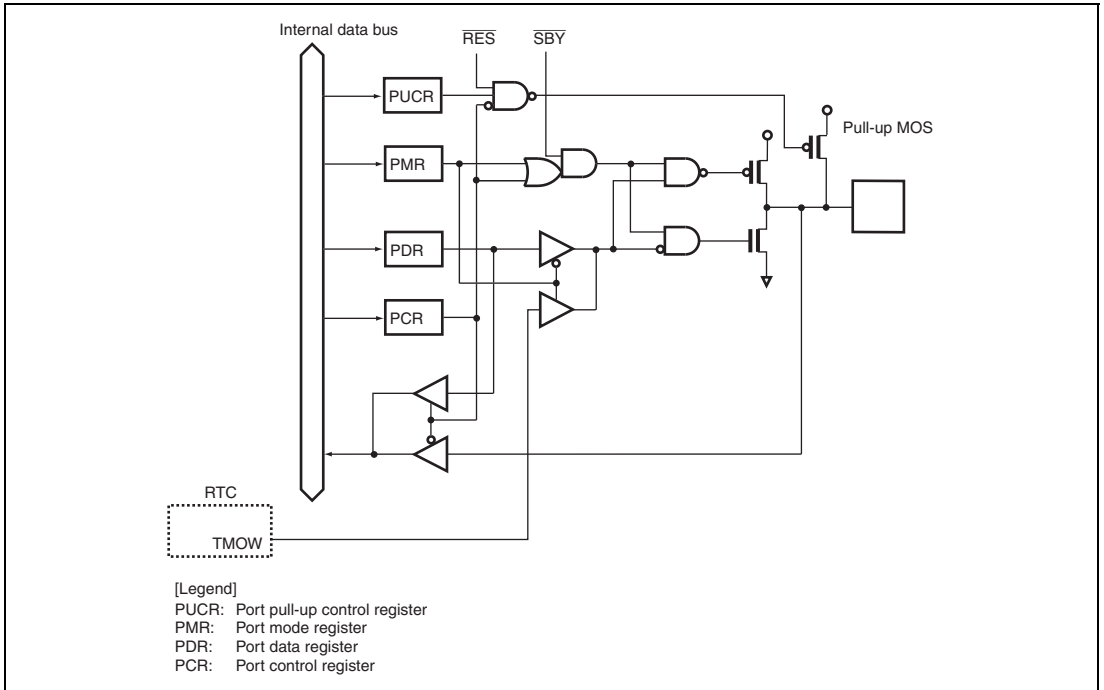 Internal data bus
RES
SBY
PUCR
Pull-up MOS
PMR
PDR
PCR
RTC
TMOW
[Legend]
PUCR: Port pull-up control register
PMR: Port mode register
PDR: Port data register
PCR: Port control register